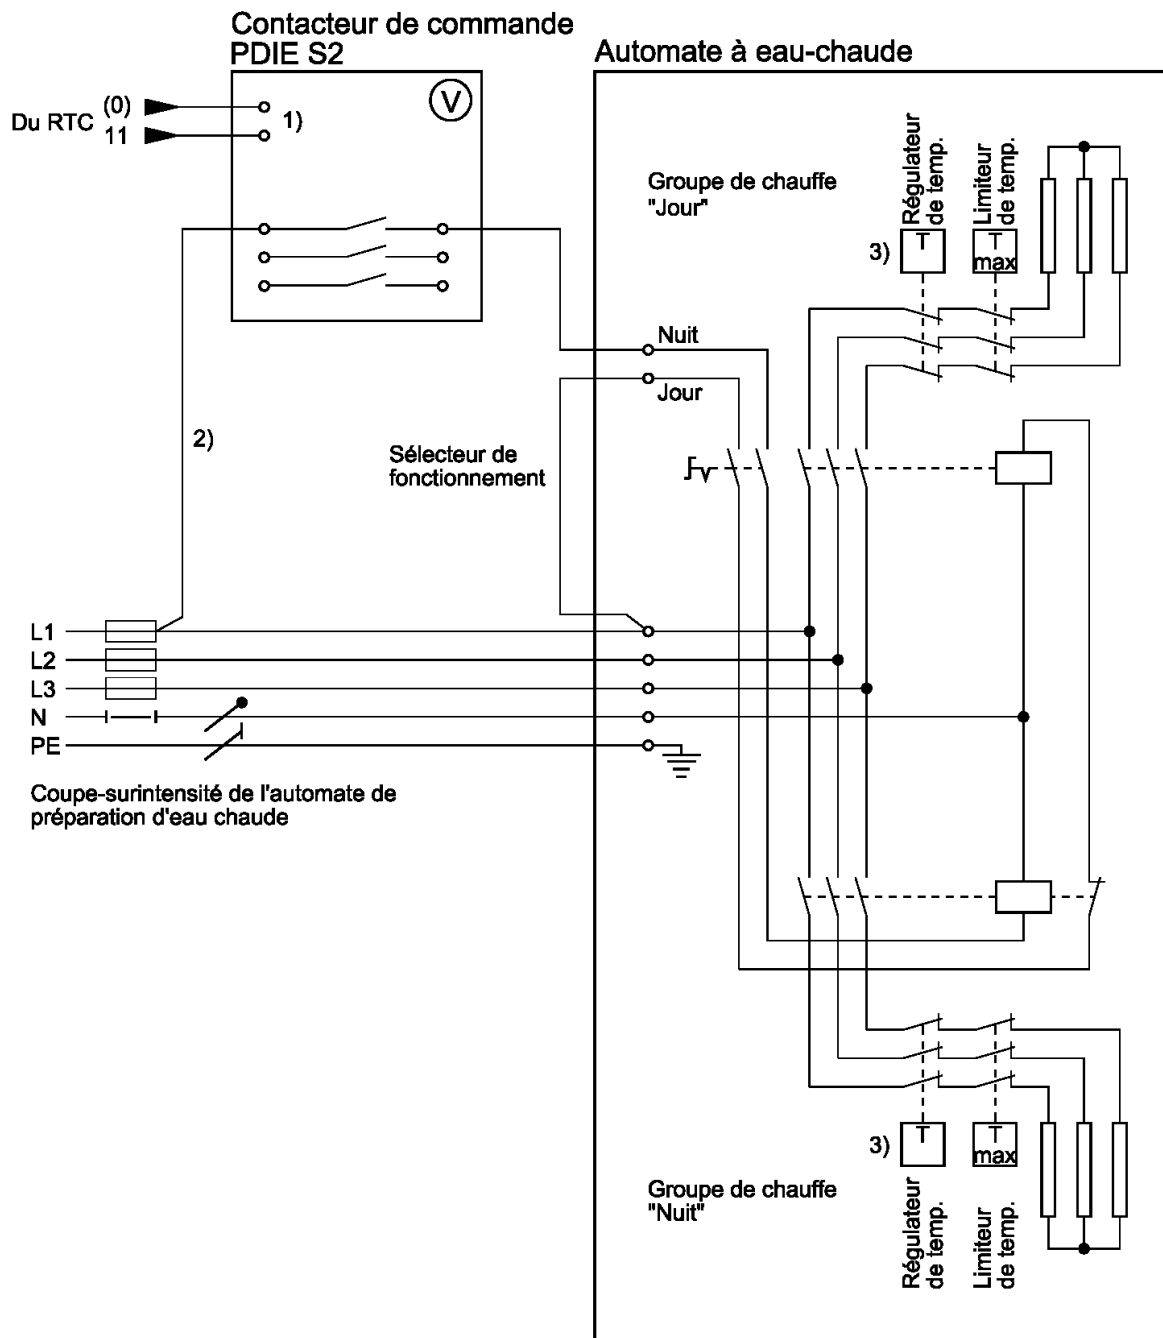 Contacteur de commande
PDIE S2
Automate à eau-chaude
V
Du RTC
(0)
11
1)
Groupe de chauffe
"Jour"
Régulateur
de temp.
Limiteur
de temp.
3)
T
T
max
Nuit
Jour
2)
Sélecteur de
fonctionnement
L1
L2
L3
N
PE
Coupe-surintensité de l'automate de
préparation d'eau chaude
3)
T
T
max
Groupe de chauffe
"Nuit"
Régulateur
de temp.
Limiteur
de temp.